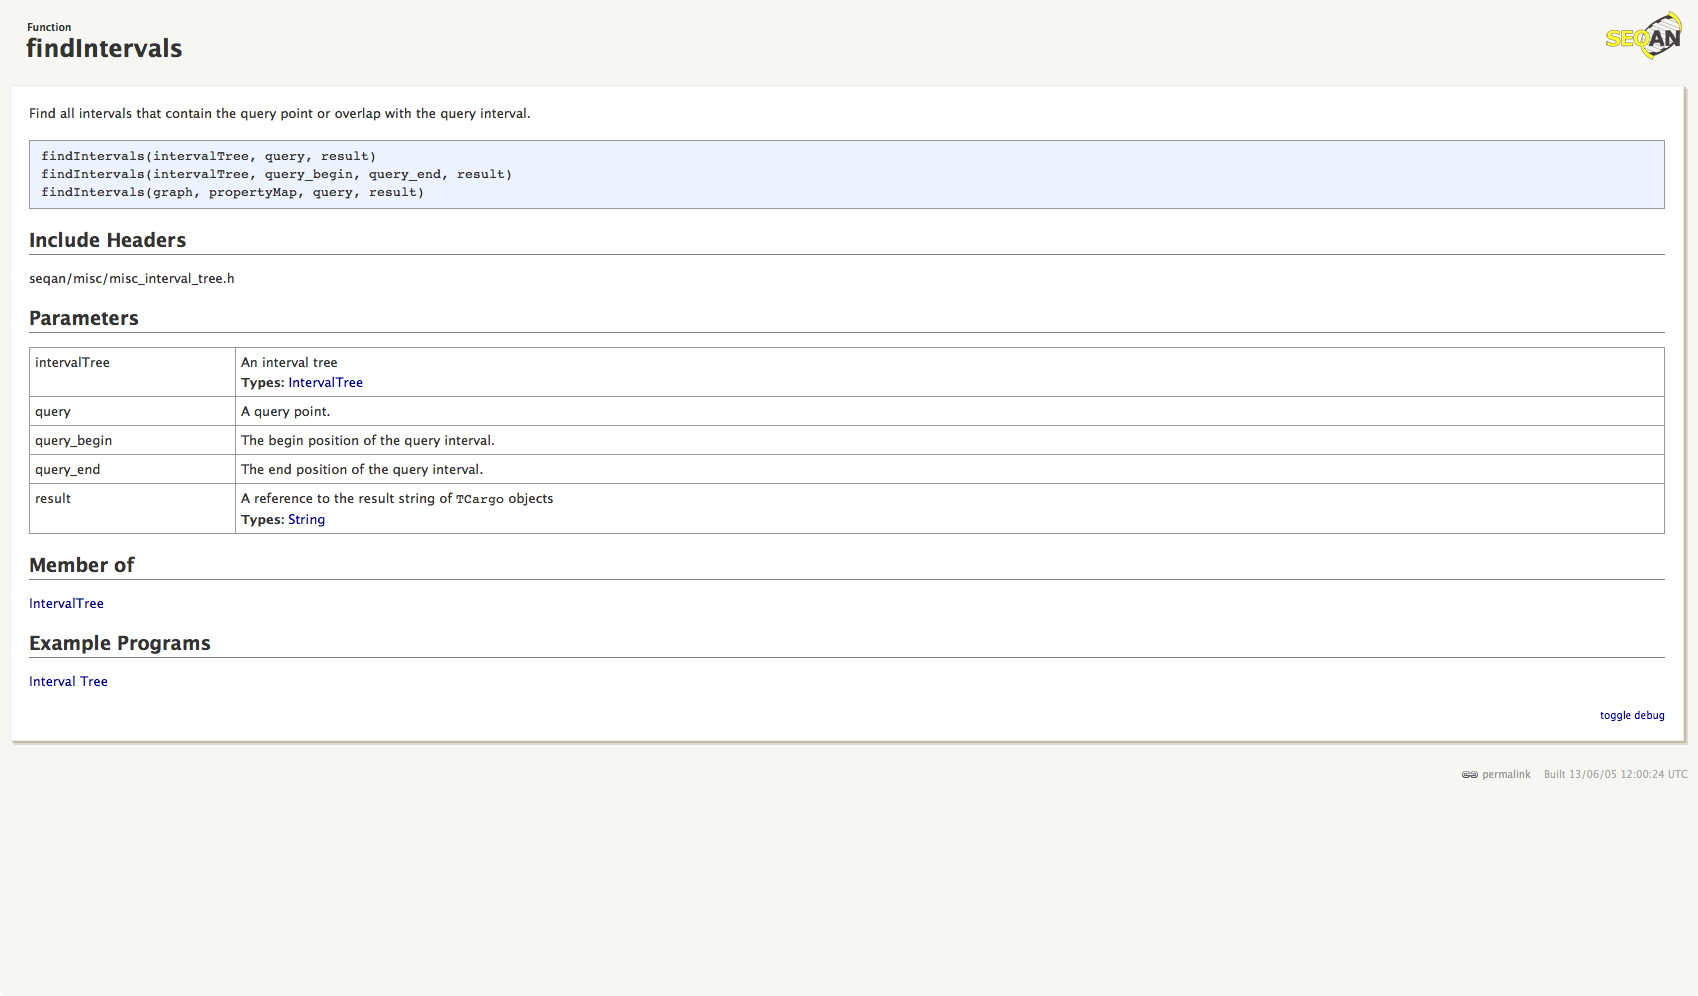 Function
findIntervals
SEQAN
Find all intervals that contain the query point or overlap with the query interval.
findIntervals(intervalTree, query, result)
findIntervals(intervalTree, query_begin, query_end, result)
findIntervals(graph, propertyMap, query, result)
Include Headers
seqan/misc/misc_interval_tree.h
Parameters
intervalTree An interval tree
Types: IntervalTree
query A query point.
query_begin The begin position of the query interval.
query_end The end position of the query interval.
result A reference to the result string of TCargo objects
Types: String
Member of
IntervalTree
Example Programs
Interval Tree
toggle debug
permalink Built 13/06/05 12:00:24 UTC